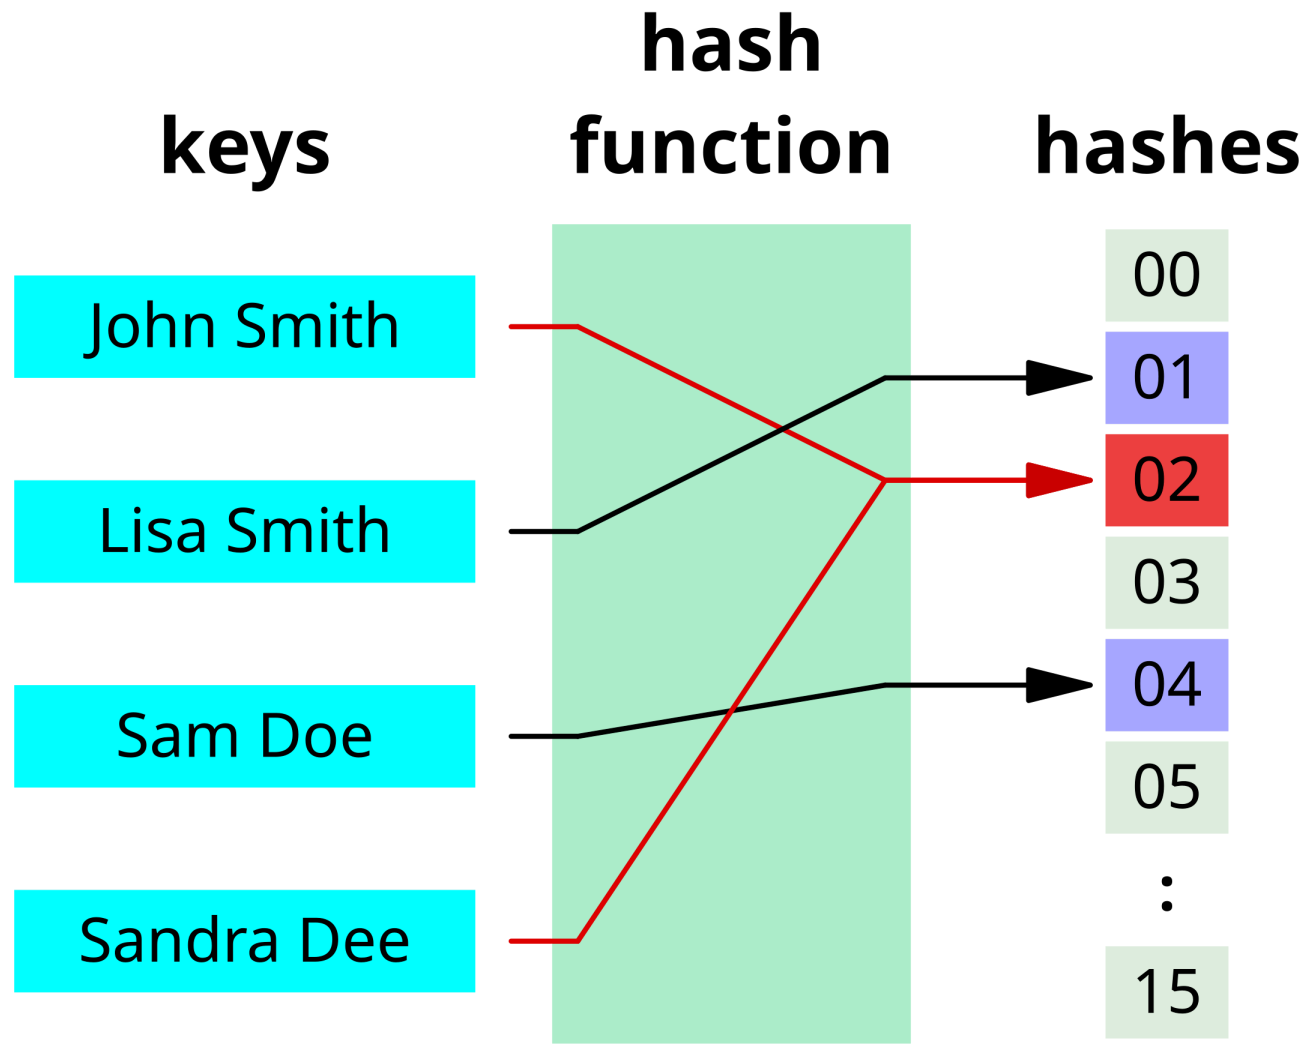 hash
function
keys
hashes
John Smith
Lisa Smith
Sam Doe
Sandra Dee
00
01
02
03
04
05
:
15